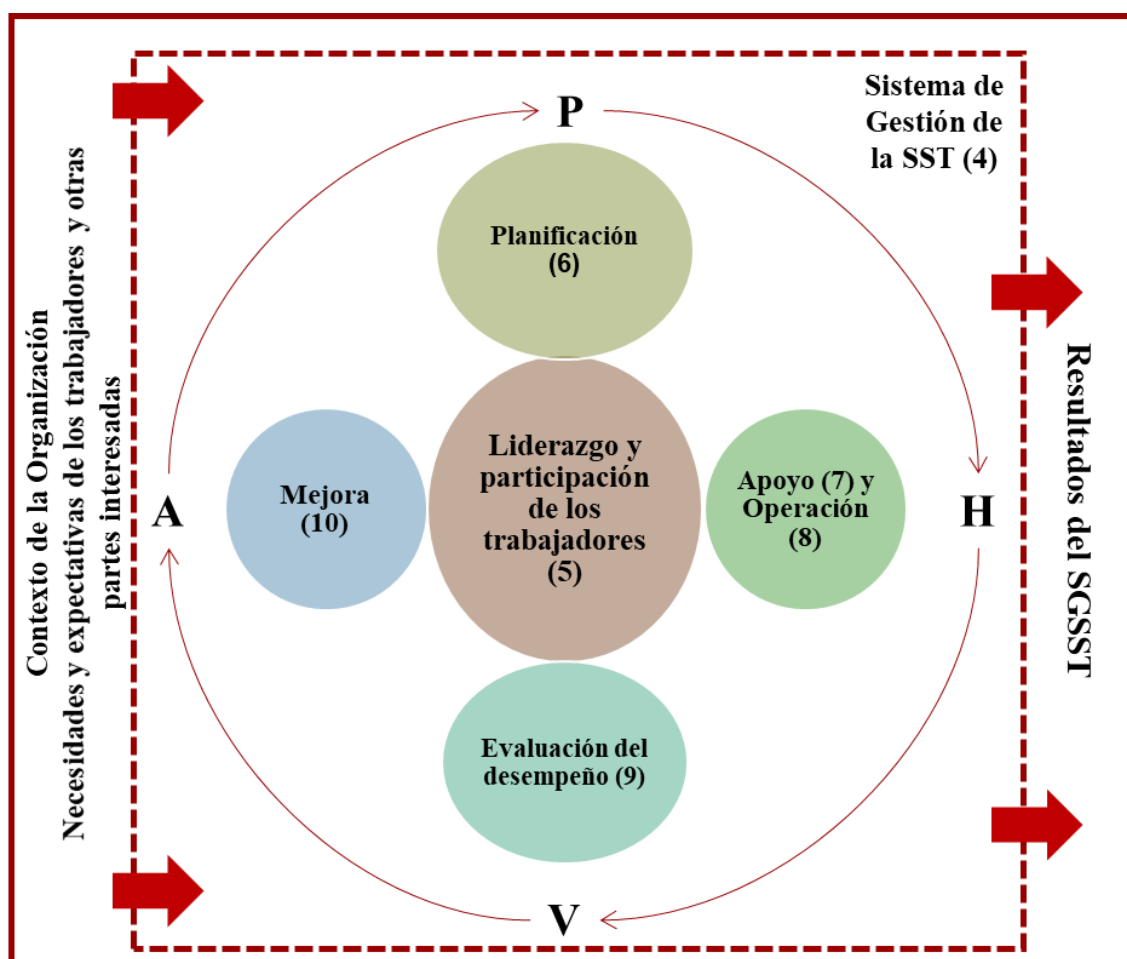 Contexto de la Organización
Necesidades y expectativas de los trabajadores y otras
partes interesadas
Sistema de
Gestión de
la SST (4)
P
Planificación
(6)
A
Mejora
(10)
Liderazgo y
participación
de los
trabajadores
(5)
Apoyo (7) y
Operación
(8)
H
Evaluación del
desempeño (9)
V
Resultados del SGSST